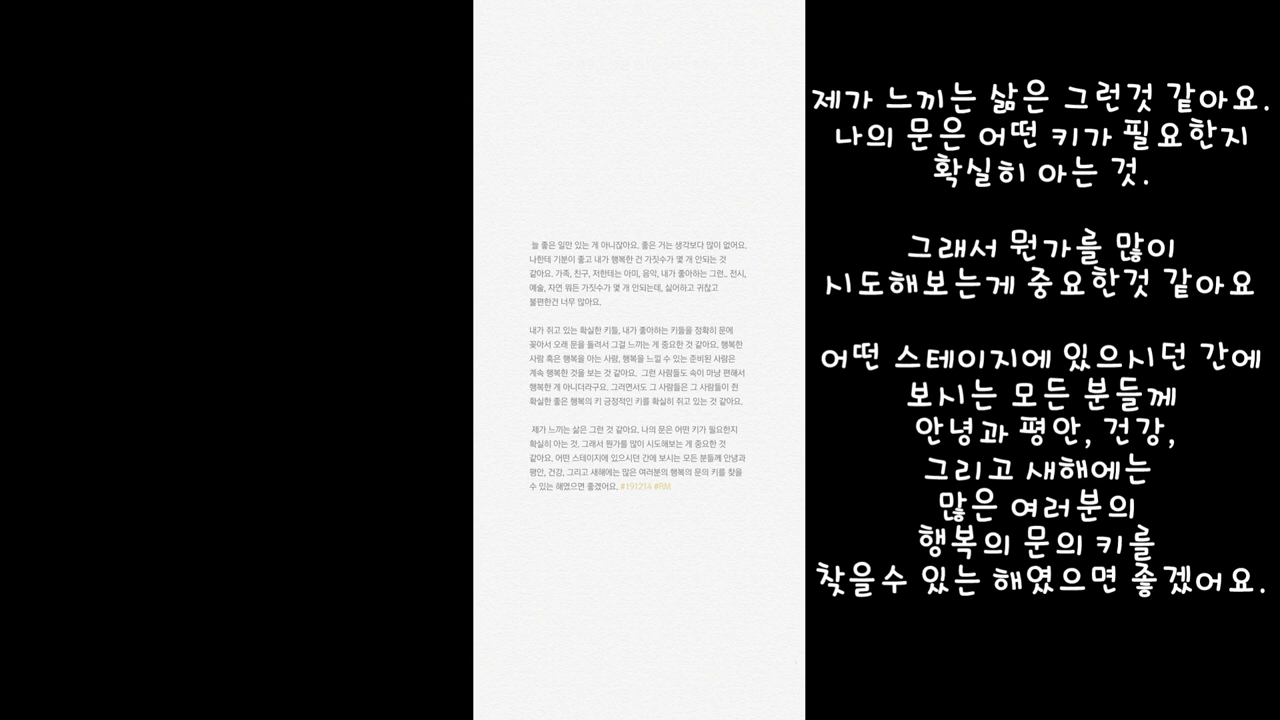 늘 좋은 일만 있는 게 아니잖아요. 좋은 거는 생각보다 많이 없어요.
나한테 기분이 좋고 내가 행복한 건 가짓수가 몇 개 안되는 것
같아요. 가족, 친구, 저한테는 아미, 음악, 내가 좋아하는 그런.. 전시,
예술, 자연 뭐든 가짓수가 몇 개 안되는데, 싫어하고 귀찮고
불편한건 너무 많아요.
내가 쥐고 있는 확실한 키들, 내가 좋아하는 키들을 정확히 문에
꽂아서 오래 문을 돌려서 그걸 느끼는 게 중요한 것 같아요. 행복한
사람 혹은 행복을 아는 사람, 행복을 느낄 수 있는 준비된 사람은
계속 행복한 것을 보는 것 같아요. 그런 사람들도 속이 마냥 편해서
행복한 게 아니더라구요. 그러면서도 그 사람들은 그 사람들이 쥔
확실한 좋은 행복의 키 긍정적인 키를 확실히 쥐고 있는 것 같아요.
제가 느끼는 삶은 그런 것 같아요. 나의 문은 어떤 키가 필요한지
확실히 아는 것. 그래서 뭔가를 많이 시도해보는 게 중요한 것
같아요. 어떤 스테이지에 있으시던 간에 보시는 모든 분들께 안녕과
평안, 건강, 그리고 새해에는 많은 여러분의 행복의 문의 키를 찾을
수 있는 해였으면 좋겠어요. #191214 #RM
제가 느끼는 삶은 그런것 같아요.
나의 문은 어떤 키가 필요한지
확실히 아는 것.
그래서 뭔가를 많이
시도해보는게 중요한것 같아요
어떤 스테이지에 있으시던 간에
보시는 모든 분들께
안녕과 평안, 건강,
그리고 새해에는
많은 여러분의
행복의 문의 키를
찾을수 있는 해였으면 좋겠어요.